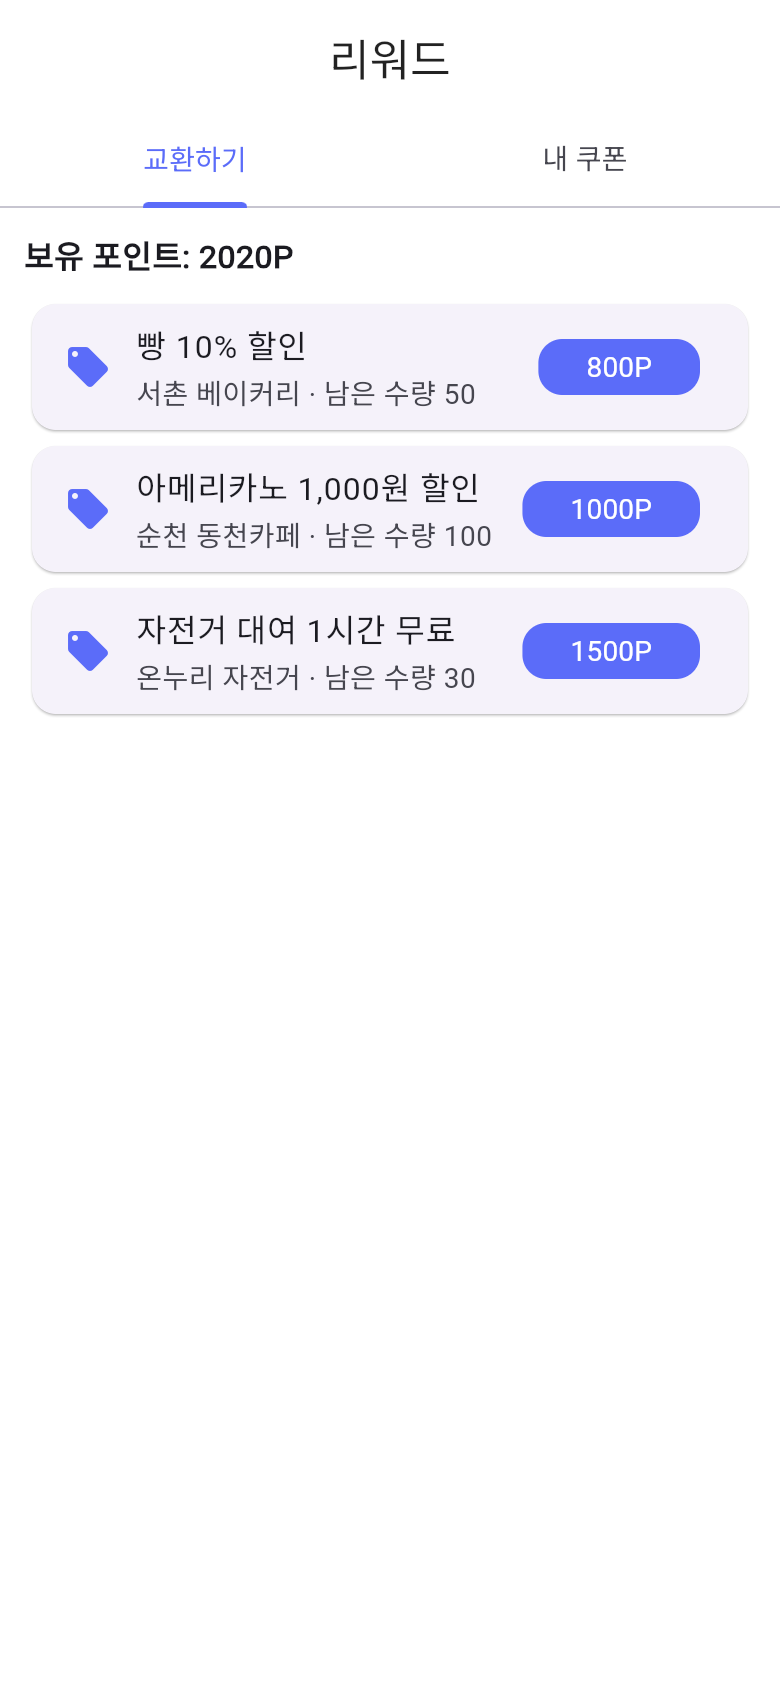 리워드
교환하기
내 쿠폰
보유 포인트: 2020P
빵 10% 할인
서촌 베이커리 · 남은 수량 50
800P
아메리카노 1,000원 할인
순천 동천카페 · 남은 수량 100
1000P
자전거 대여 1시간 무료
온누리 자전거 · 남은 수량 30
1500P